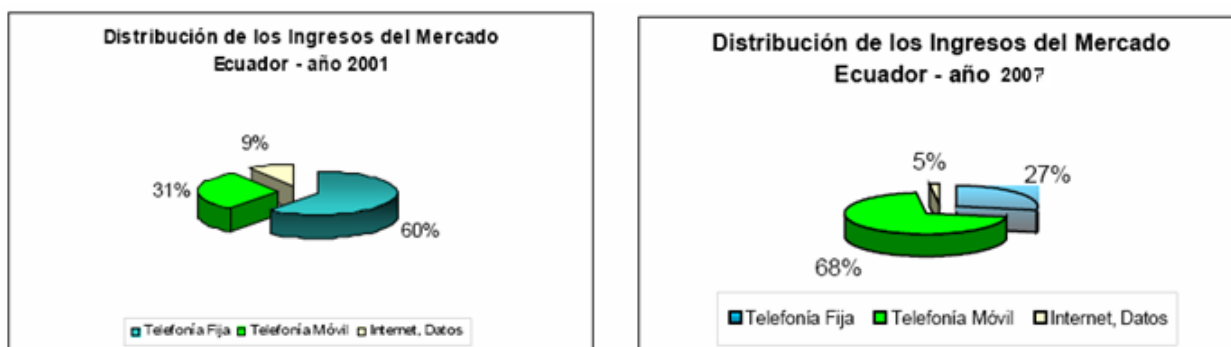 Distribución de los Ingresos del Mercado
Ecuador - año 2001
9%
31%
60%
Telefonía Fija Telefonía Móvil Internet, Datos
Distribución de los Ingresos del Mercado
Ecuador - año 2007
5%
27%
68%
Telefonía Fija Telefonía Móvil Internet, Datos